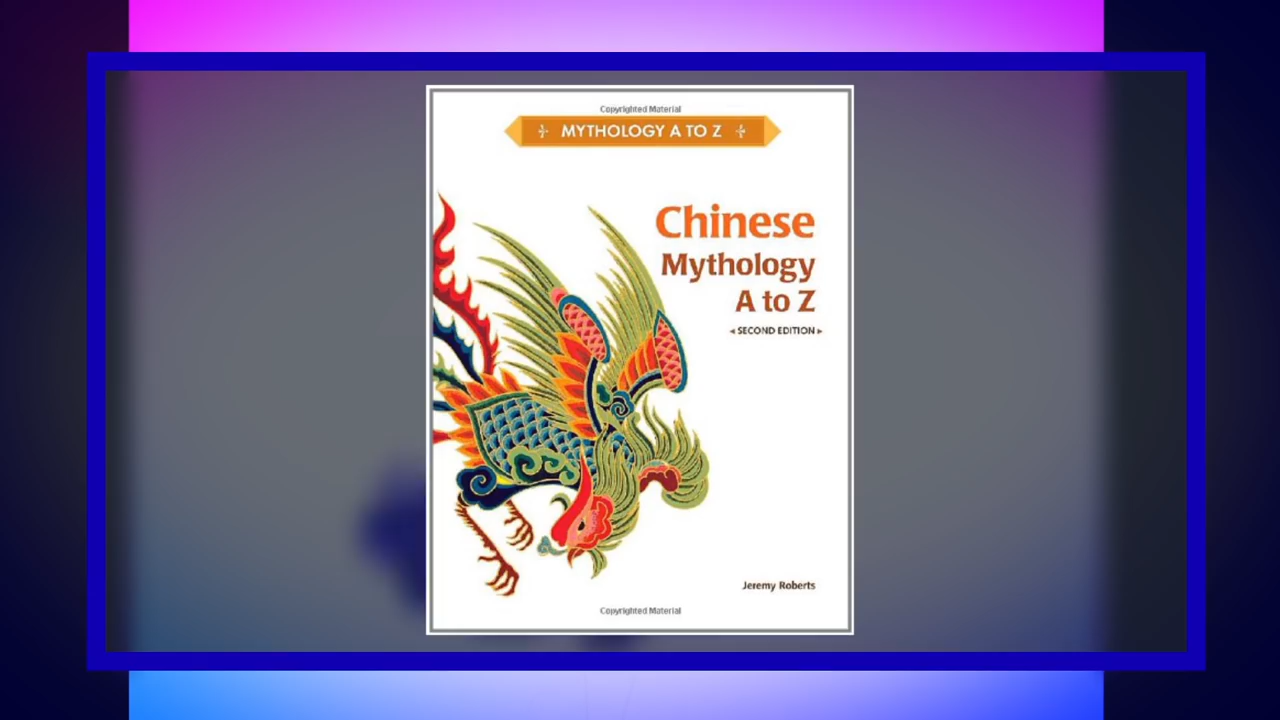 Copyrighted Material
MYTHOLOGY A TO Z
Chinese
Mythology
A to Z
SECOND EDITION
Jeremy Roberts
Copyrighted Material